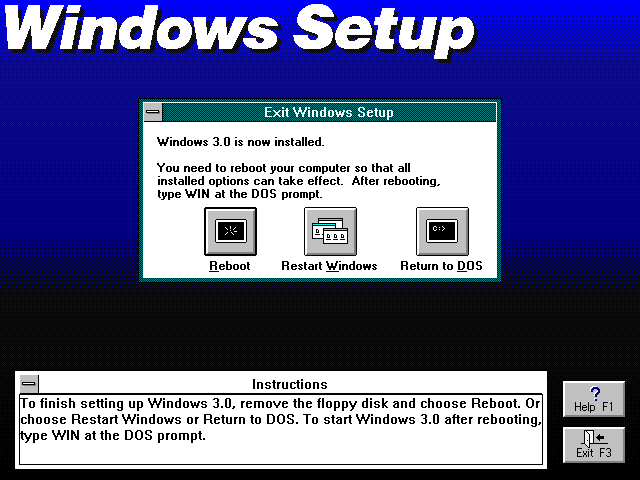 Windows Setup
Exit Windows Setup
Windows 3.0 is now installed.
You need to reboot your computer so that all
installed options can take effect.  After rebooting,
type WIN at the DOS prompt.
C:>
Reboot
Restart Windows
Return to DOS
Instructions
To finish setting up Windows 3.0, remove the floppy disk and choose Reboot. Or
choose Restart Windows or Return to DOS. To start Windows 3.0 after rebooting,
type WIN at the DOS prompt.
?
Help F1
Exit F3